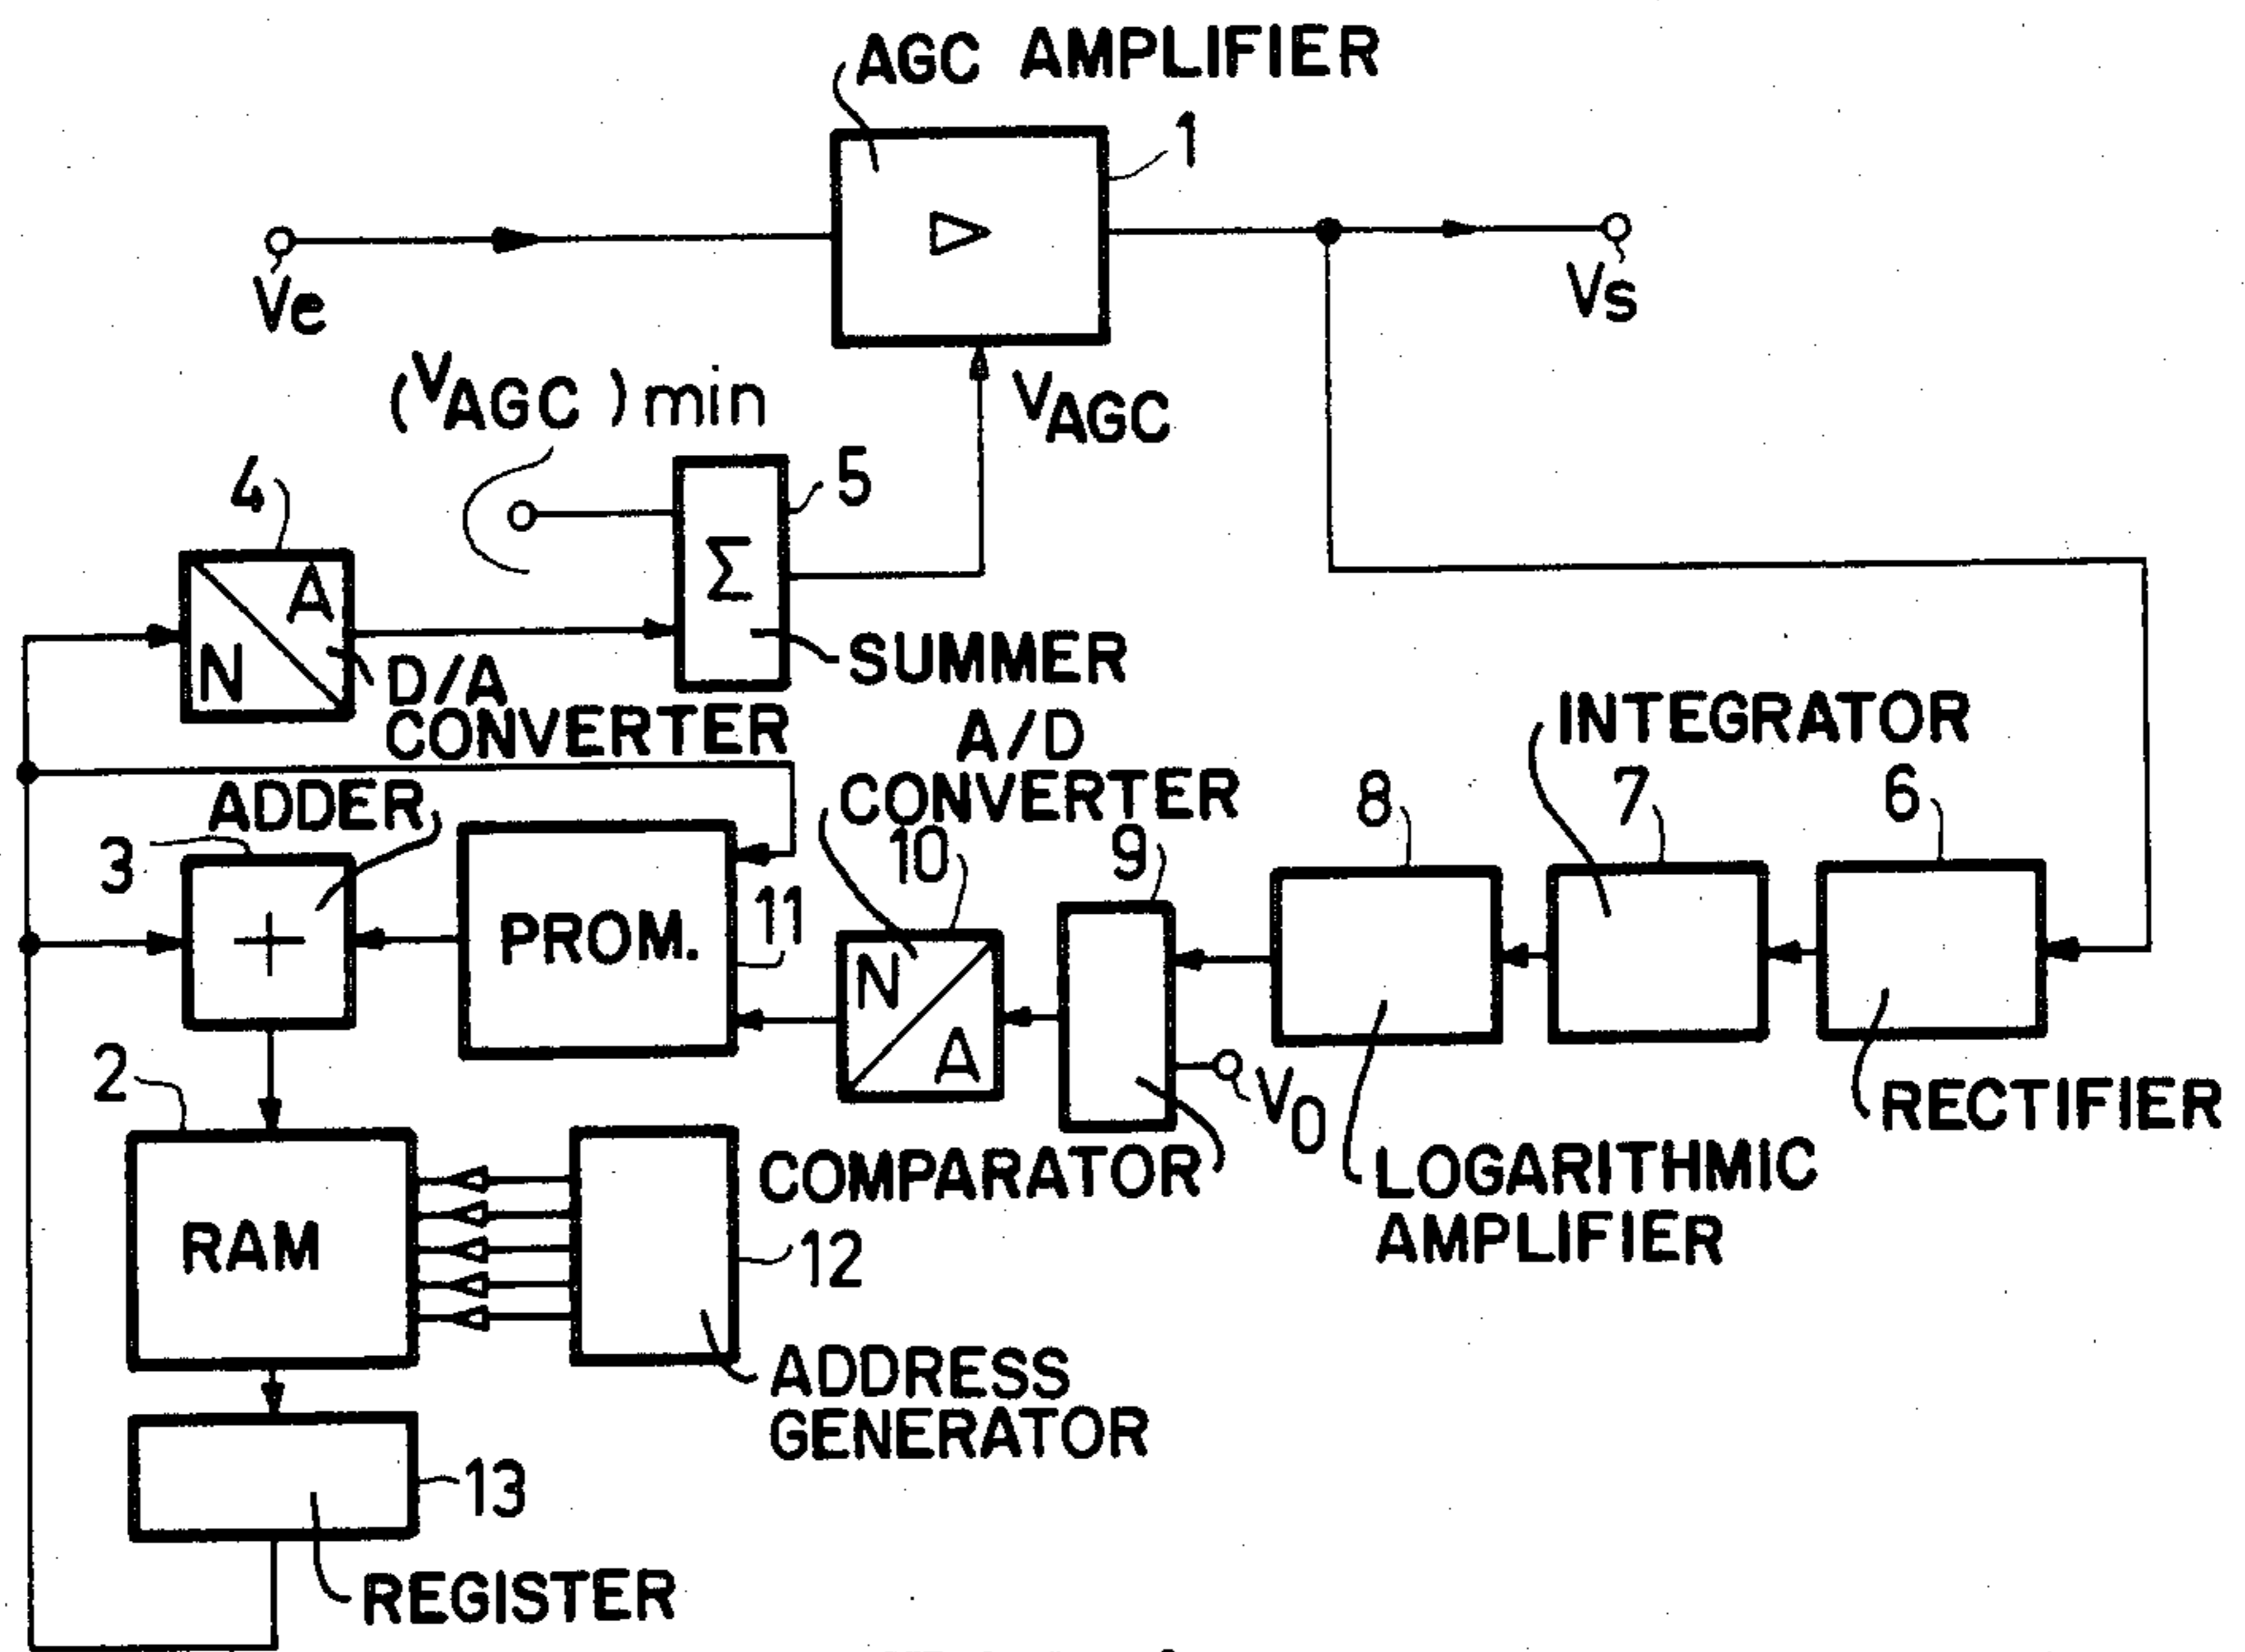 AGC AMPLIFIER
1
Ve
Vs
(VAGC)min
VAGC
4
5
Σ
A
N
D/A
CONVERTER
SUMMER
A/D
CONVERTER
INTEGRATOR
ADDER
3
10
9
8
7
6
+
PROM.
11
N
A
V0
RECTIFIER
2
COMPARATOR
LOGARITHMIC
AMPLIFIER
RAM
12
ADDRESS
GENERATOR
13
REGISTER